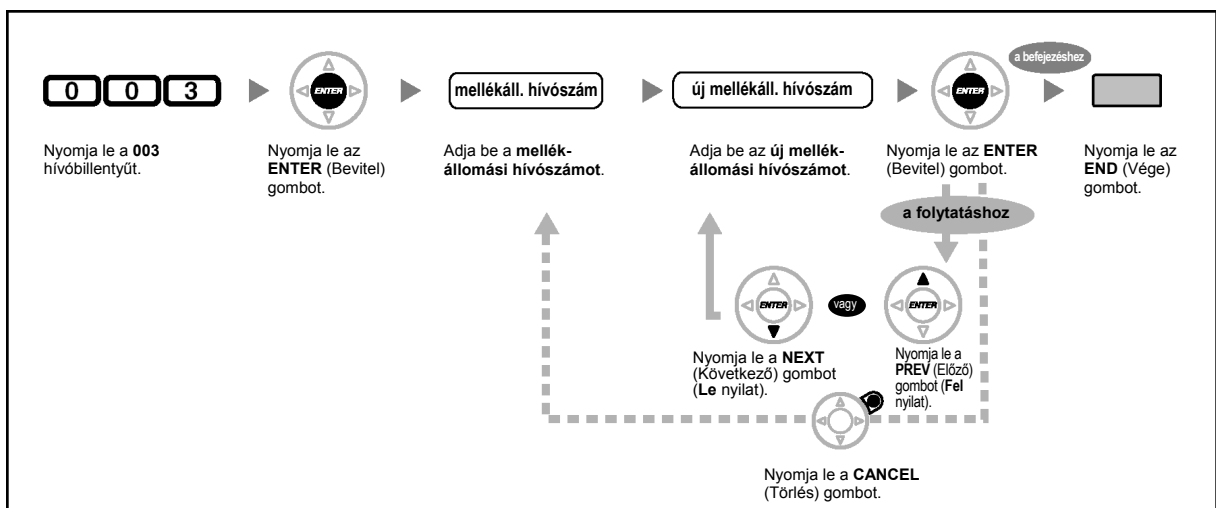 a befejezéshez
0 0 3
ENTER
mellékáll. hívószám
új mellékáll. hívószám
ENTER
Nyomja le a 003
hívóbillentyűt.
Nyomja le az
ENTER (Bevitel)
gombot.
Adja be a mellék-
állomási hívószámot.
Adja be az új mellék-
állomási hívószámot.
Nyomja le az ENTER
(Bevitel) gombot.
Nyomja le az
END (Vége)
gombot.
a folytatáshoz
ENTER
vagy
ENTER
Nyomja le a NEXT
(Következő) gombot
(Le nyilat).
Nyomja le a
PREV (Előző)
gombot (Fel
nyilat).
Nyomja le a CANCEL
(Törlés) gombot.